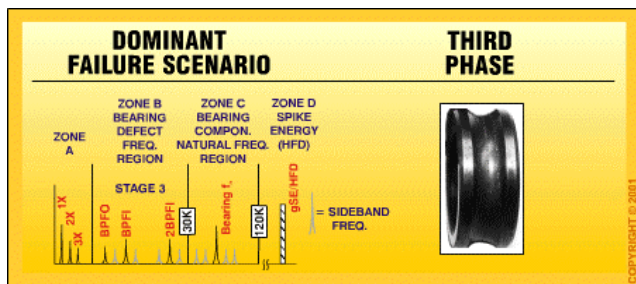 DOMINANT
FAILURE SCENARIO
THIRD
PHASE
ZONE
A
ZONE B
BEARING
DEFECT
FREQ.
REGION
ZONE C
BEARING
COMPON.
NATURAL FREQ.
REGION
ZONE D
SPIKE
ENERGY
(HFD)
STAGE 3
1X
2X
3X
BPFO
BPFI
2BPFI
30K
Bearing fₙ
120K
gSE/HFD
= SIDEBAND
FREQ.
COPYRIGHT © 2001